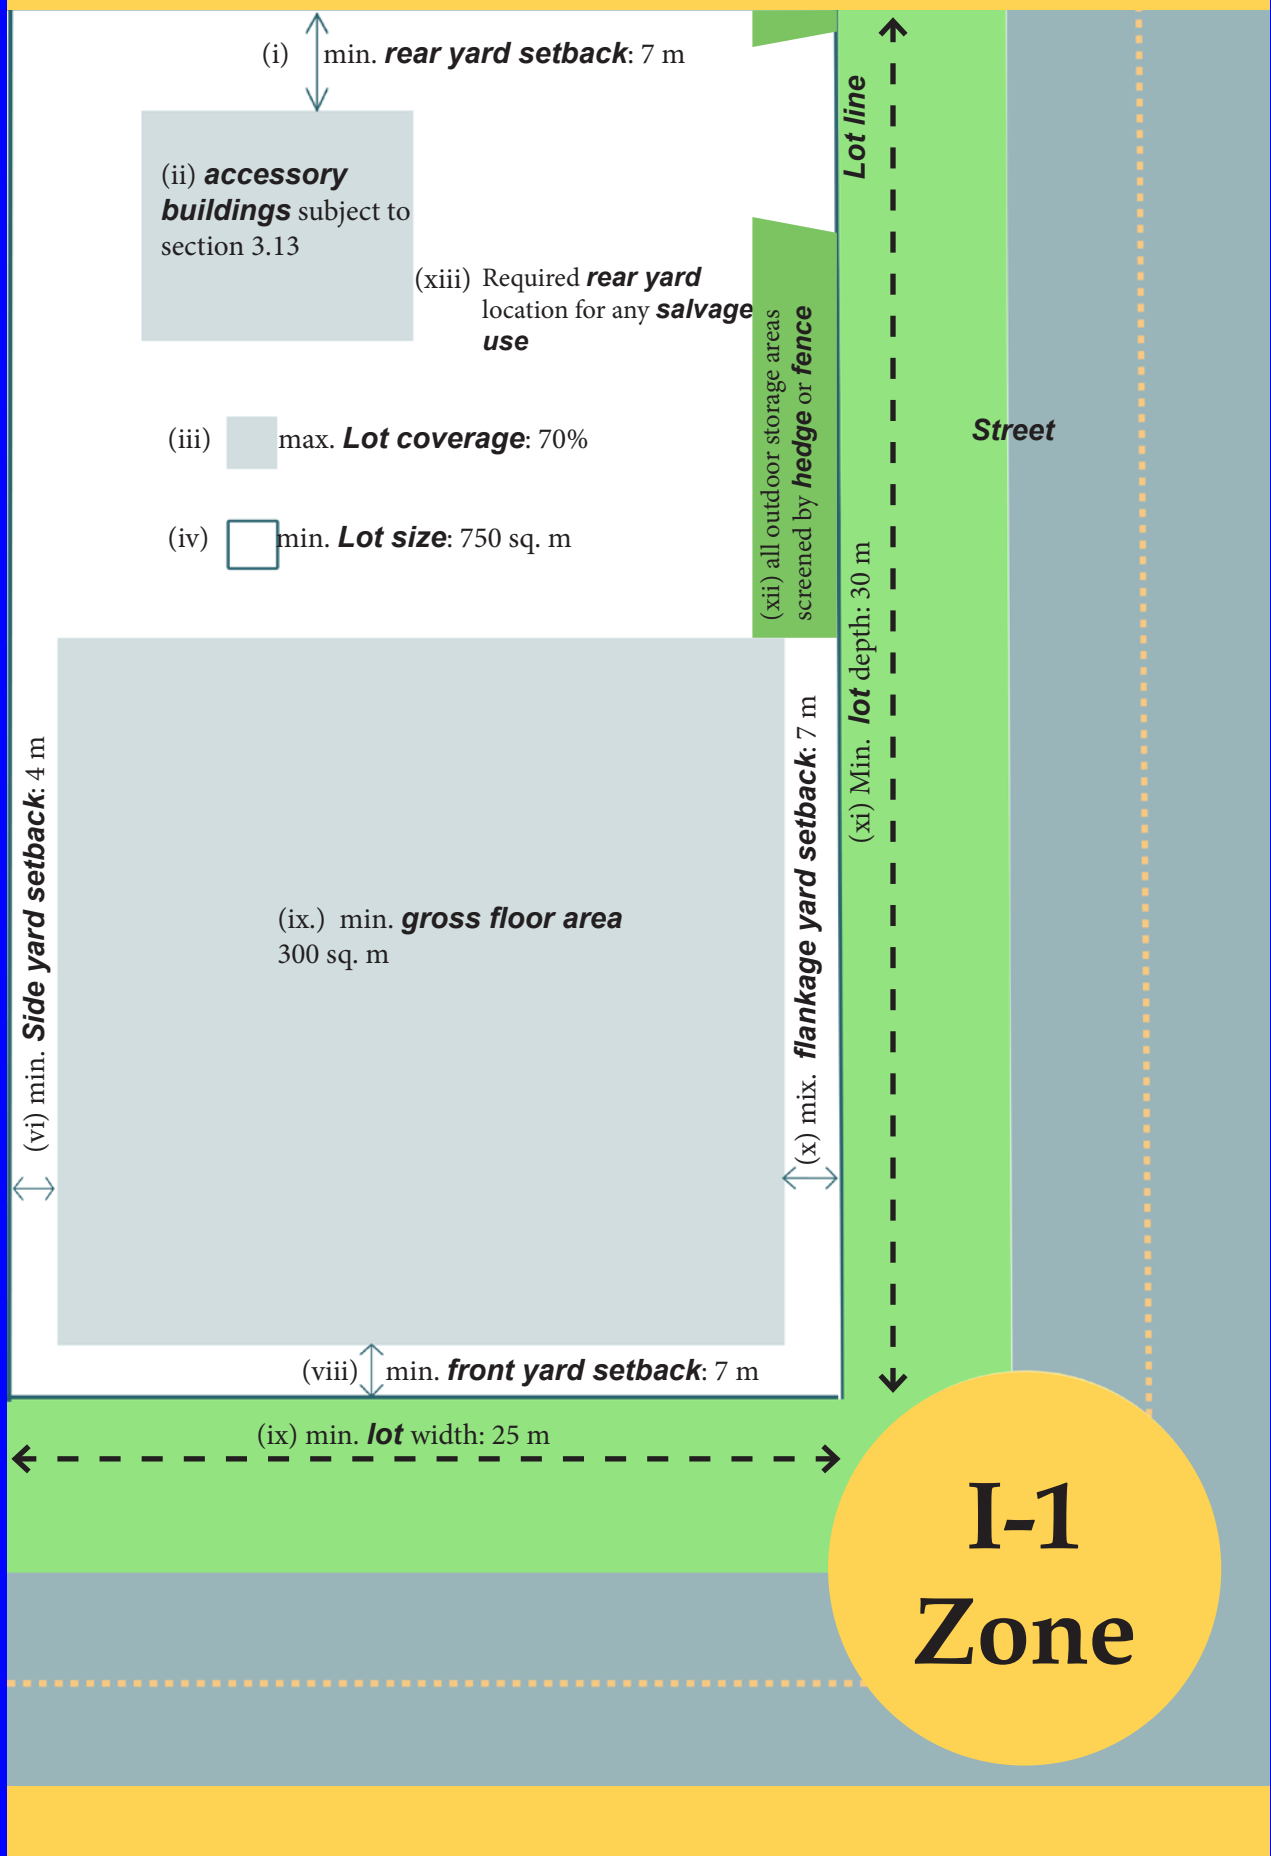 (i) min. rear yard setback: 7 m
(ii) accessory
buildings subject to
section 3.13
(xiii) Required rear yard
location for any salvage
use
(iii) max. Lot coverage: 70%
(iv) min. Lot size: 750 sq. m
(xii) all outdoor storage areas
screened by hedge or fence
Lot line
Street
(xi) Min. lot depth: 30 m
(vi) min. Side yard setback: 4 m
(ix.) min. gross floor area
300 sq. m
(x) mix. flankage yard setback: 7 m
(viii) min. front yard setback: 7 m
(ix) min. lot width: 25 m
I-1
Zone